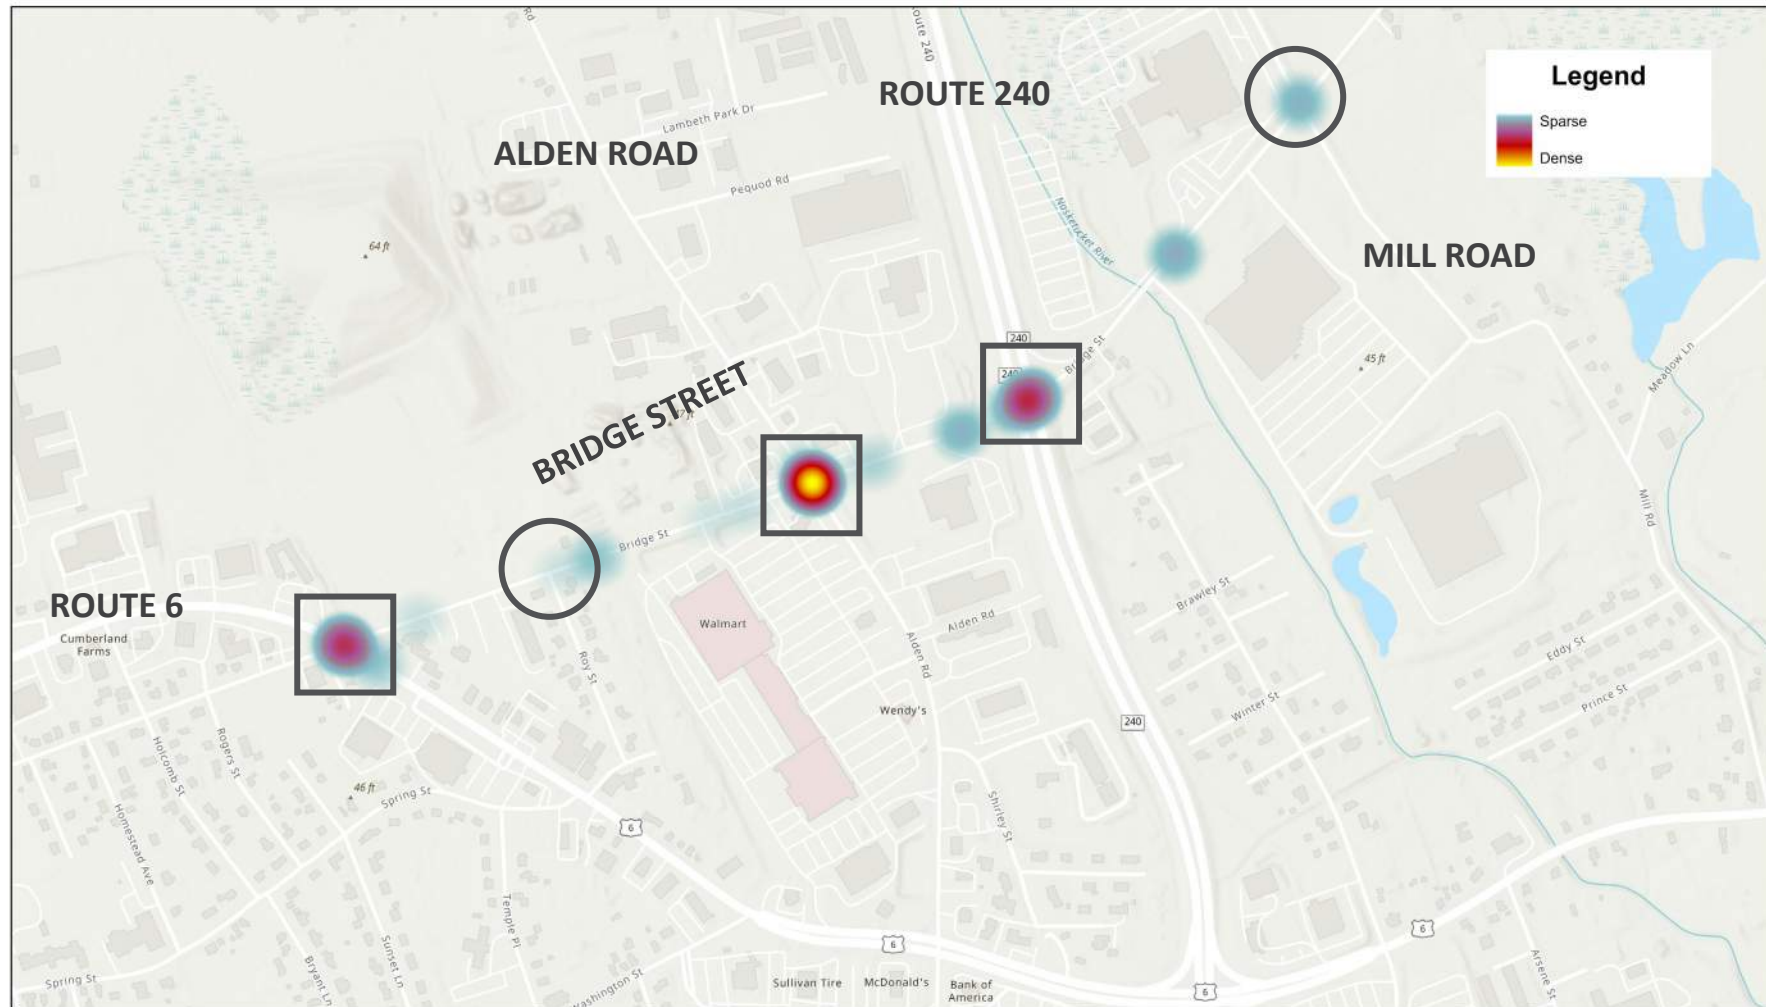 Rd
Route 240
ROUTE 240
Legend
Sparse
Dense
Lambeth Park Dr
ALDEN ROAD
Pequod Rd
Nasketucket River
64 ft
MILL ROAD
240
Bridge St
45 ft
Meadow Ln
240
BRIDGE STREET
Bridge St
Mill Rd
ROUTE 6
Cumberland
Farms
Walmart
Brawley St
Alden Rd
Alden Rd
Eddy St
Roy St
Prince St
Winter St
Wendy's
240
Holcomb St
Rogers St
46 ft
Spring St
Shirley St
6
Homestead Ave
Temple Pl
6
6
Sunset Ln
Bryant Ln
Spring St
Washington St
Sullivan Tire
McDonald's
Bank of
America
6
Arsene St